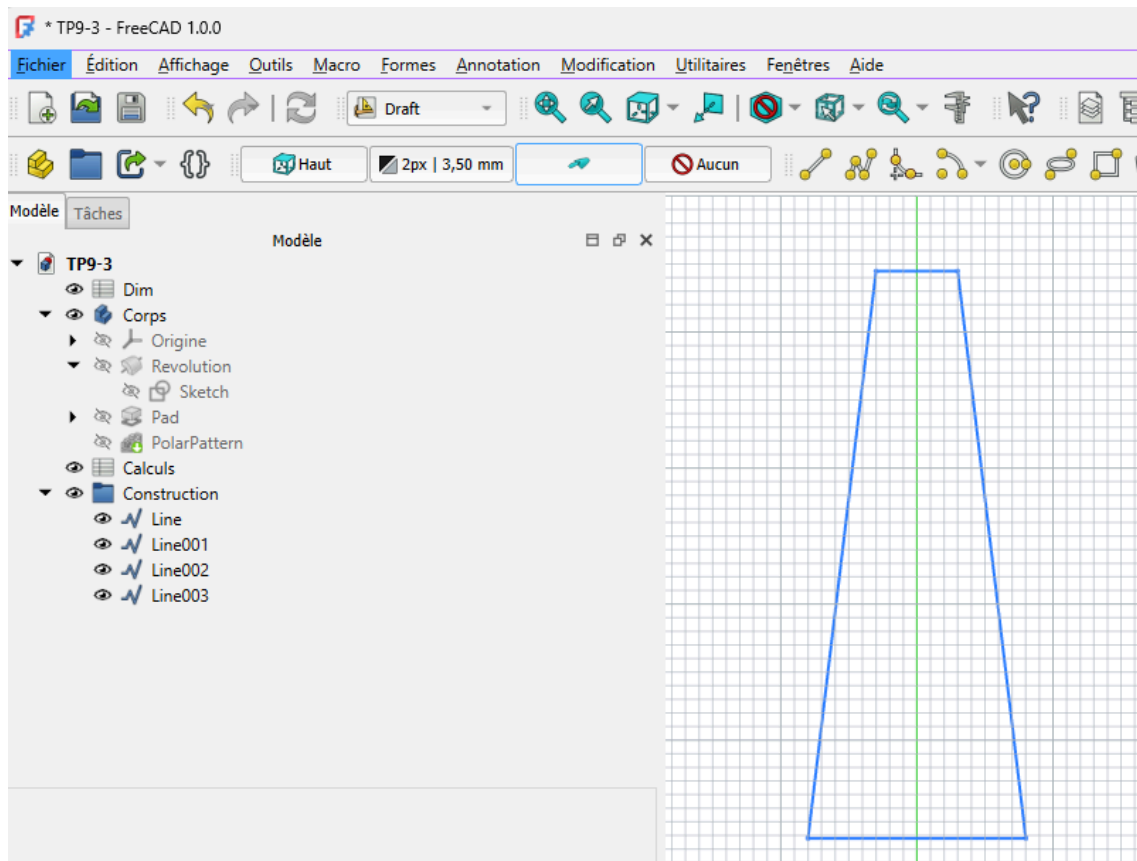 * TP9-3 - FreeCAD 1.0.0
Fichier Édition Affichage Outils Macro Formes Annotation Modification Utilitaires Fenêtres Aide
Draft
Haut 2px | 3,50 mm Aucun
Modèle Tâches
Modèle
TP9-3
Dim
Corps
Origine
Revolution
Sketch
Pad
PolarPattern
Calculs
Construction
Line
Line001
Line002
Line003